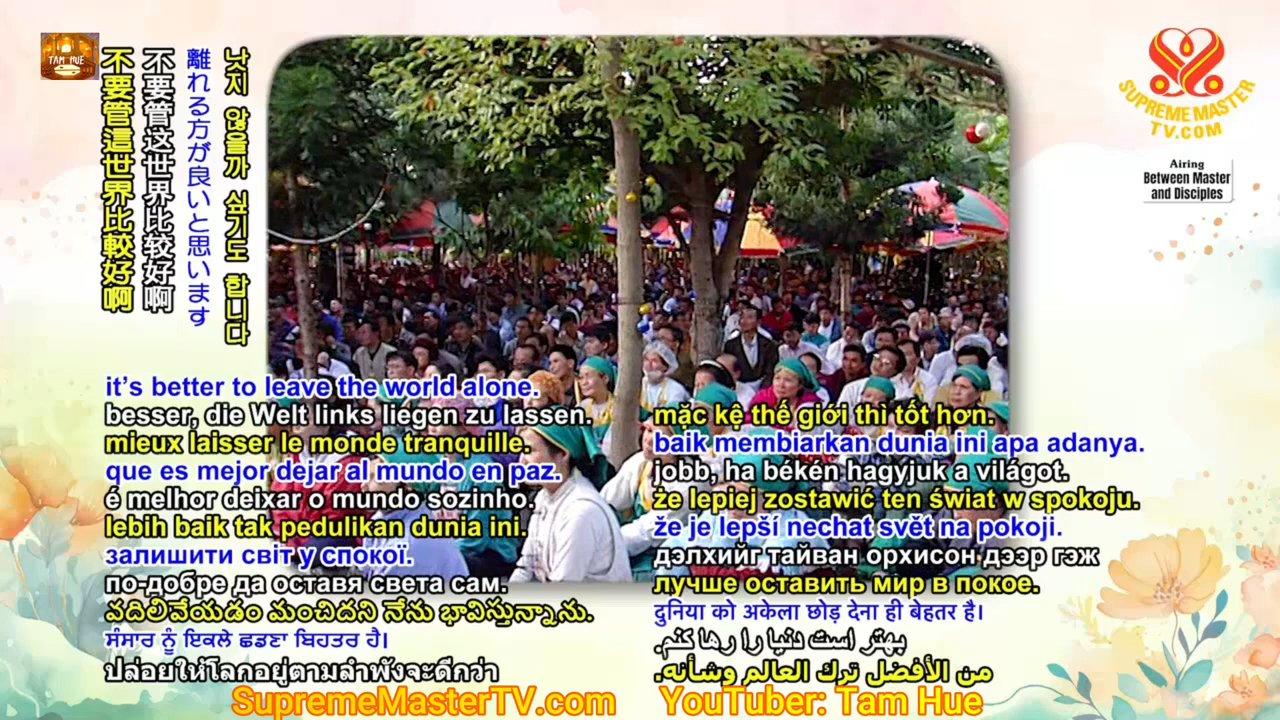 TAM HUE
不要管這世界比較好啊
不要管这世界比较好啊
離れる方が良いと思います
낫지 않을까 싶기도 합니다
SUPREME MASTER
TV.COM
Airing
Between Master
and Disciples
it's better to leave the world alone.
besser, die Welt links liegen zu lassen.
mieux laisser le monde tranquille.
que es mejor dejar al mundo en paz.
é melhor deixar o mundo sozinho.
lebih baik tak pedulikan dunia ini.
залишити світ у спокої.
по-добре да оставя света сам.
వదిలివేయడం మంచిదని నేను భావిస్తున్నాను.
ਸੰਸਾਰ ਨੂੰ ਇਕਲੇ ਛਡਣਾ ਬਿਹਤਰ ਹੈ।
ปล่อยให้โลกอยู่ตามลำพังจะดีกว่า
mặc kệ thế giới thì tốt hơn.
baik membiarkan dunia ini apa adanya.
jobb, ha békén hagyjuk a világot.
że lepiej zostawić ten świat w spokoju.
že je lepší nechat svět na pokoji.
дэлхийг тайван орхисон дээр гэж
лучше оставить мир в покое.
दुनिया को अकेला छोड़ देना ही बेहतर है।
بهتر است دنیا را رها کنم.
من الأفضل ترك العالم وشأنه.
SupremeMasterTV.com YouTuber: Tam Hue